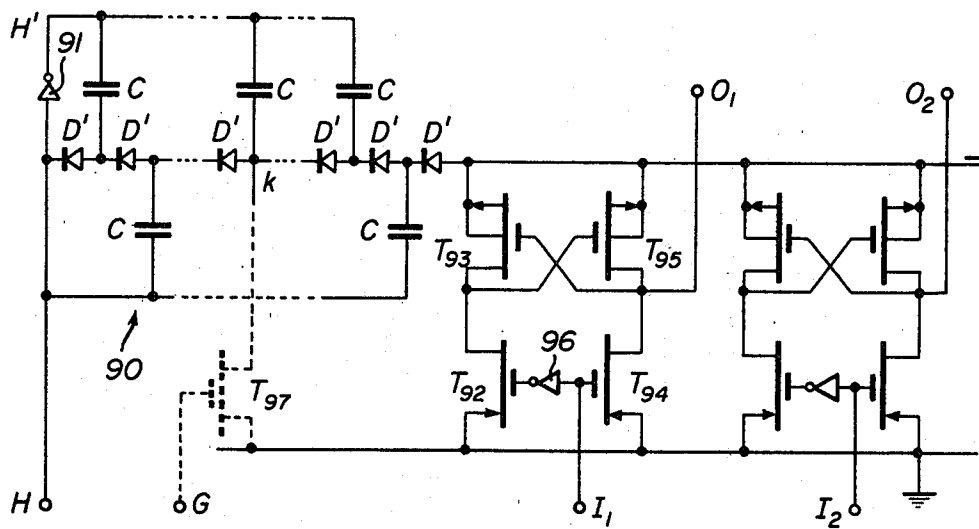 H' 91
C C C O₁ O₂
D' D' D' D' D' D'
k
C C T₉₃ T₉₅
90 T₉₇ T₉₂ 96 T₉₄
H G I₁ I₂